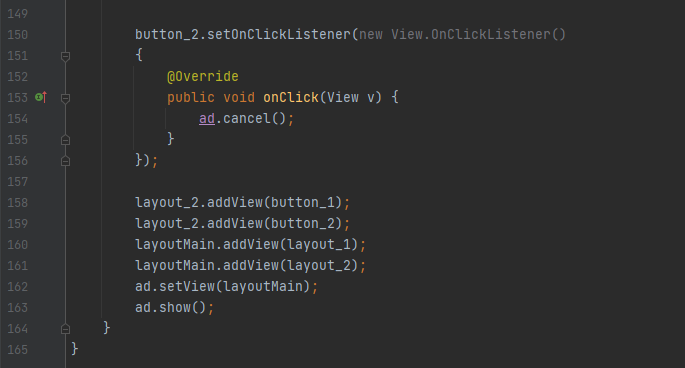 149
150 button_2.setOnClickListener(new View.OnClickListener()
151 {
152 @Override
153 public void onClick(View v) {
154 ad.cancel();
155 }
156 });
157
158 layout_2.addView(button_1);
159 layout_2.addView(button_2);
160 layoutMain.addView(layout_1);
161 layoutMain.addView(layout_2);
162 ad.setView(layoutMain);
163 ad.show();
164 }
165 }